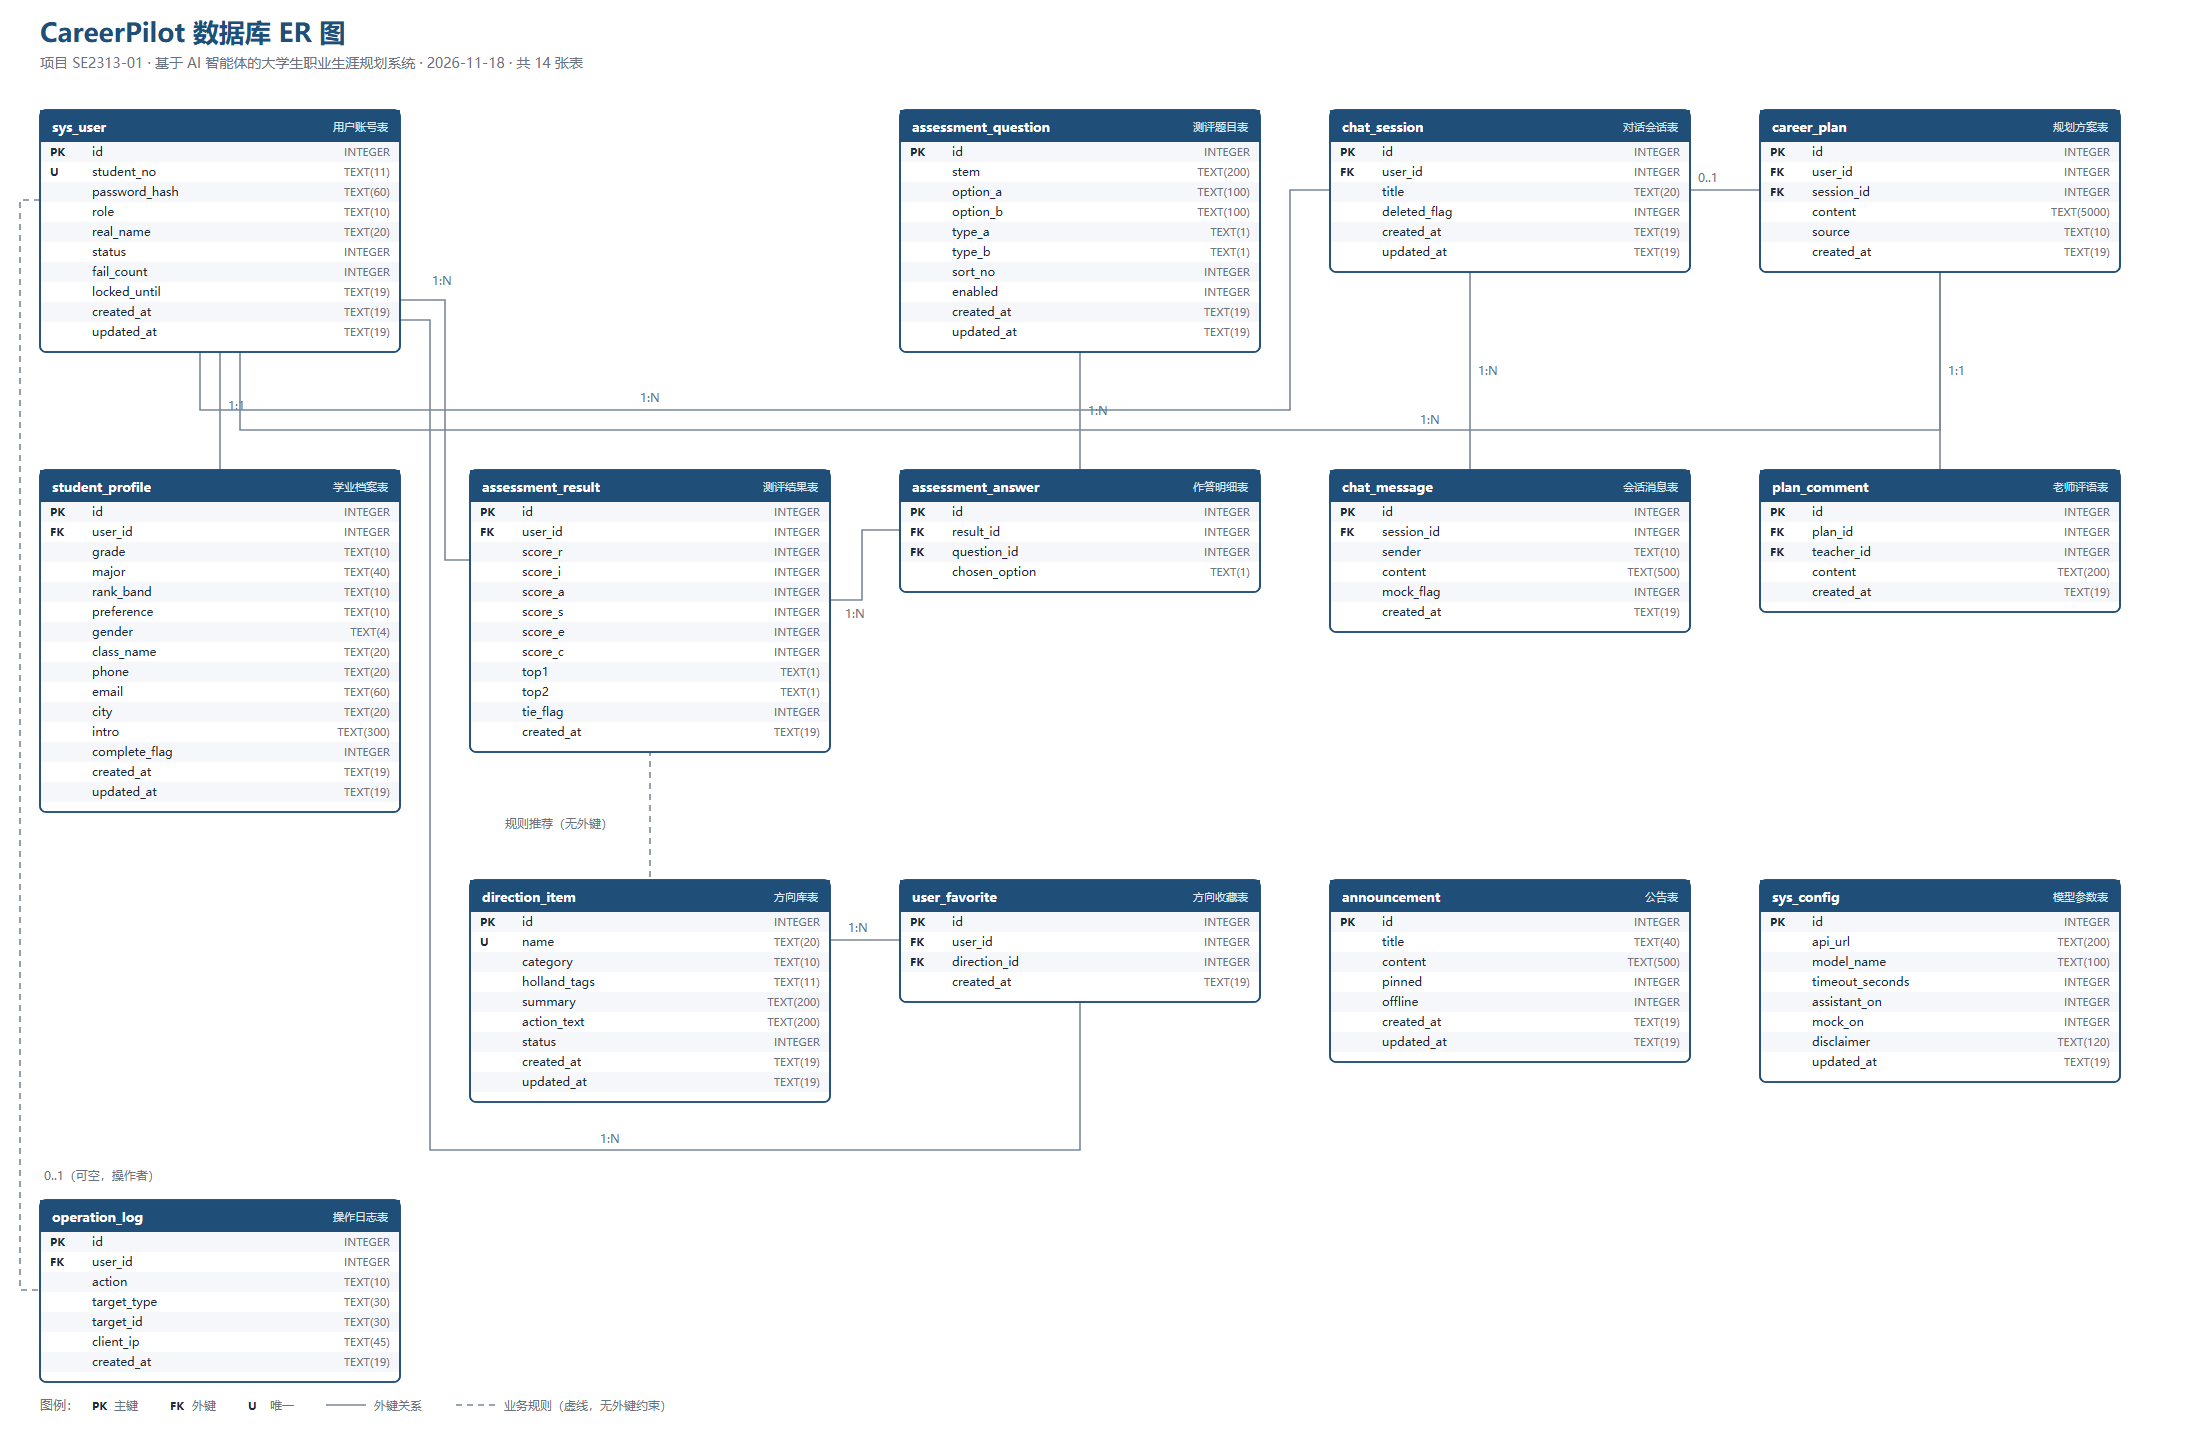 CareerPilot 数据库 ER 图
项目 SE2313-01 · 基于 AI 智能体的大学生职业生涯规划系统 · 2026-11-18 · 共 14 张表
sys_user 用户账号表
PK id INTEGER
U student_no TEXT(11)
password_hash TEXT(60)
role TEXT(10)
real_name TEXT(20)
status INTEGER
fail_count INTEGER
locked_until TEXT(19)
created_at TEXT(19)
updated_at TEXT(19)
assessment_question 测评题目表
PK id INTEGER
stem TEXT(200)
option_a TEXT(100)
option_b TEXT(100)
type_a TEXT(1)
type_b TEXT(1)
sort_no INTEGER
enabled INTEGER
created_at TEXT(19)
updated_at TEXT(19)
chat_session 对话会话表
PK id INTEGER
FK user_id INTEGER
title TEXT(20)
deleted_flag INTEGER
created_at TEXT(19)
updated_at TEXT(19)
0..1
career_plan 规划方案表
PK id INTEGER
FK user_id INTEGER
FK session_id INTEGER
content TEXT(5000)
source TEXT(10)
created_at TEXT(19)
1:N
1:N
1:1
1:1
1:N
1:N
1:N
student_profile 学业档案表
PK id INTEGER
FK user_id INTEGER
grade TEXT(10)
major TEXT(40)
rank_band TEXT(10)
preference TEXT(10)
gender TEXT(4)
class_name TEXT(20)
phone TEXT(20)
email TEXT(60)
city TEXT(20)
intro TEXT(300)
complete_flag INTEGER
created_at TEXT(19)
updated_at TEXT(19)
assessment_result 测评结果表
PK id INTEGER
FK user_id INTEGER
score_r INTEGER
score_i INTEGER
score_a INTEGER
score_s INTEGER
score_e INTEGER
score_c INTEGER
top1 TEXT(1)
top2 TEXT(1)
tie_flag INTEGER
created_at TEXT(19)
1:N
assessment_answer 作答明细表
PK id INTEGER
FK result_id INTEGER
FK question_id INTEGER
chosen_option TEXT(1)
chat_message 会话消息表
PK id INTEGER
FK session_id INTEGER
sender TEXT(10)
content TEXT(500)
mock_flag INTEGER
created_at TEXT(19)
plan_comment 老师评语表
PK id INTEGER
FK plan_id INTEGER
FK teacher_id INTEGER
content TEXT(200)
created_at TEXT(19)
规则推荐（无外键）
direction_item 方向库表
PK id INTEGER
U name TEXT(20)
category TEXT(10)
holland_tags TEXT(11)
summary TEXT(200)
action_text TEXT(200)
status INTEGER
created_at TEXT(19)
updated_at TEXT(19)
1:N
user_favorite 方向收藏表
PK id INTEGER
FK user_id INTEGER
FK direction_id INTEGER
created_at TEXT(19)
announcement 公告表
PK id INTEGER
title TEXT(40)
content TEXT(500)
pinned INTEGER
offline INTEGER
created_at TEXT(19)
updated_at TEXT(19)
sys_config 模型参数表
PK id INTEGER
api_url TEXT(200)
model_name TEXT(100)
timeout_seconds INTEGER
assistant_on INTEGER
mock_on INTEGER
disclaimer TEXT(120)
updated_at TEXT(19)
1:N
0..1（可空，操作者）
operation_log 操作日志表
PK id INTEGER
FK user_id INTEGER
action TEXT(10)
target_type TEXT(30)
target_id TEXT(30)
client_ip TEXT(45)
created_at TEXT(19)
图例： PK 主键 FK 外键 U 唯一 外键关系 业务规则（虚线，无外键约束）